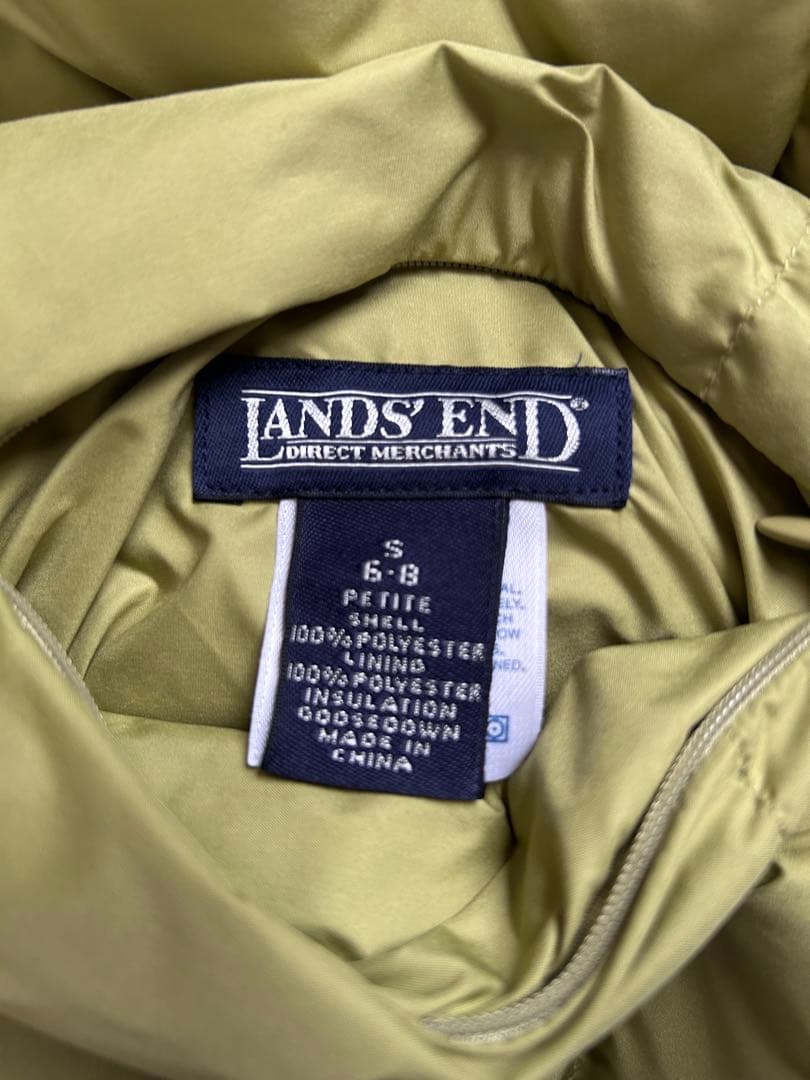 LANDS' END®
DIRECT MERCHANTS
S
6-8
PETITE
SHELL
100% POLYESTER
LINING
100% POLYESTER
INSULATION
GOOSEDOWN
MADE IN
CHINA